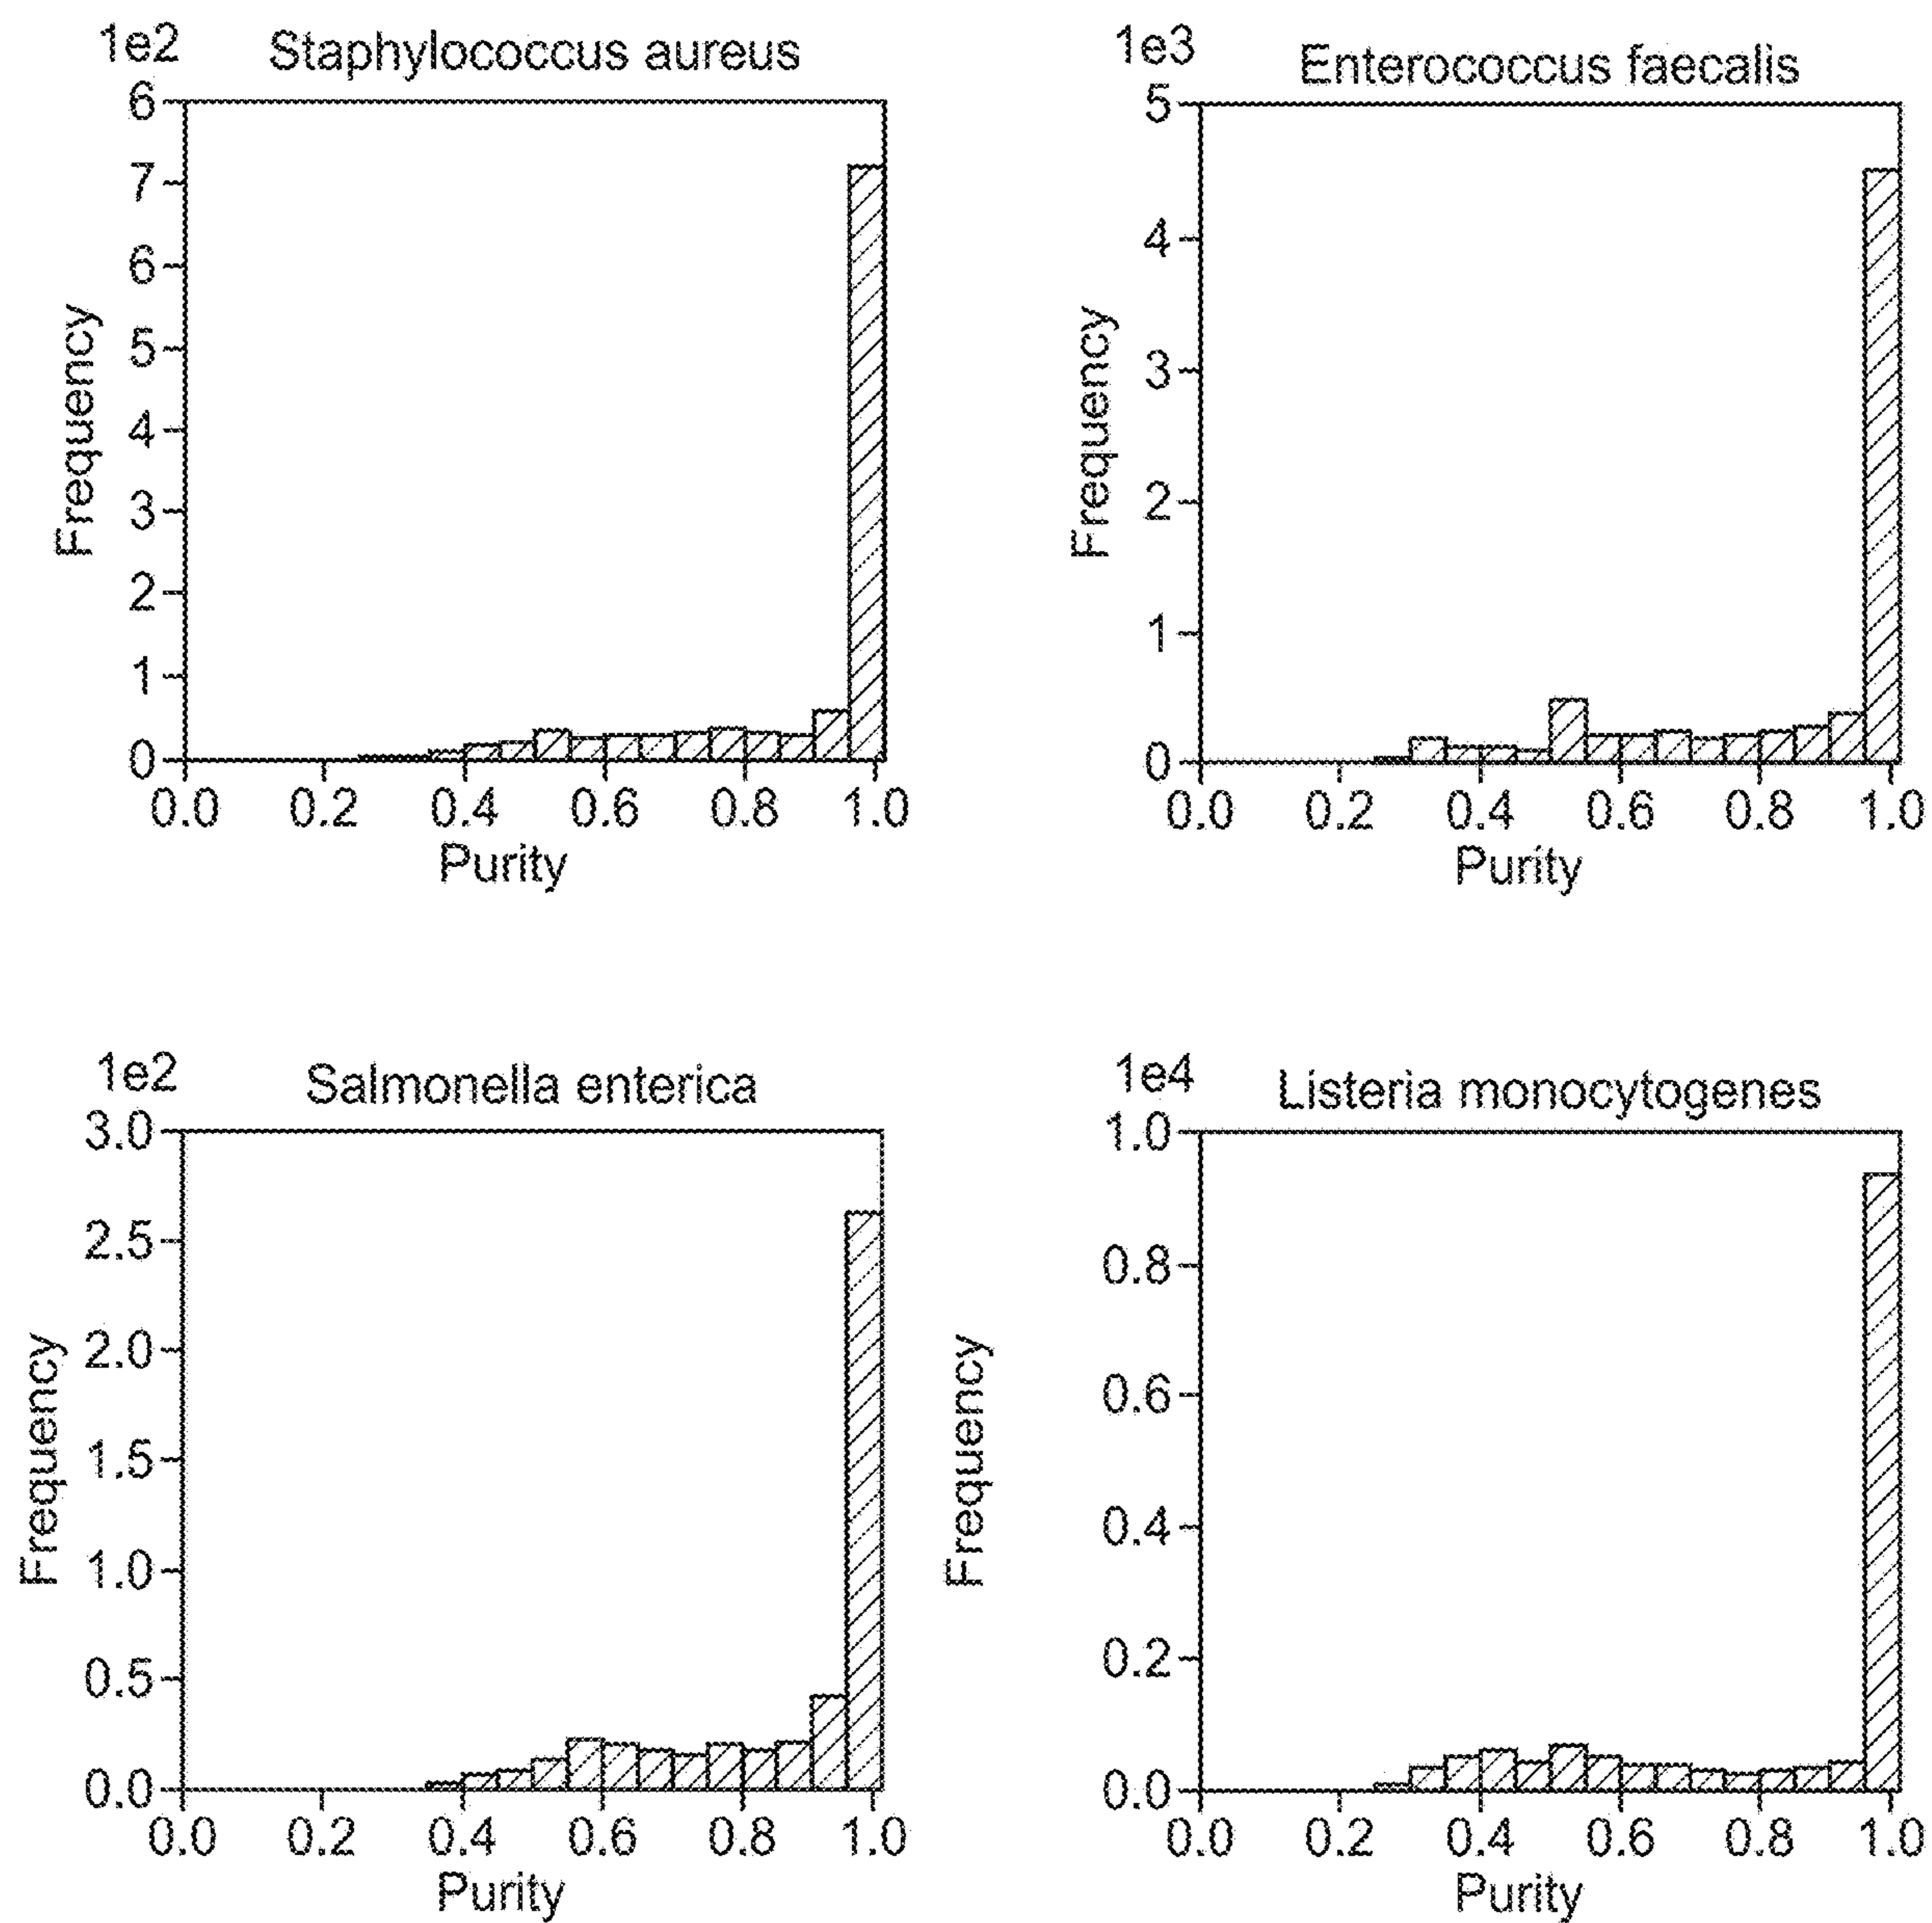 1e2 Staphylococcus aureus
6
7
6
5
4
3
2
1
0
Frequency
0.0 0.2 0.4 0.6 0.8 1.0
Purity
1e3 Enterococcus faecalis
5
4
3
2
1
0
Frequency
0.0 0.2 0.4 0.6 0.8 1.0
Purity
1e2 Salmonella enterica
3.0
2.5
2.0
1.5
1.0
0.5
0.0
Frequency
0.0 0.2 0.4 0.6 0.8 1.0
Purity
1e4 Listeria monocytogenes
1.0
0.8
0.6
0.4
0.2
0.0
Frequency
0.0 0.2 0.4 0.6 0.8 1.0
Purity